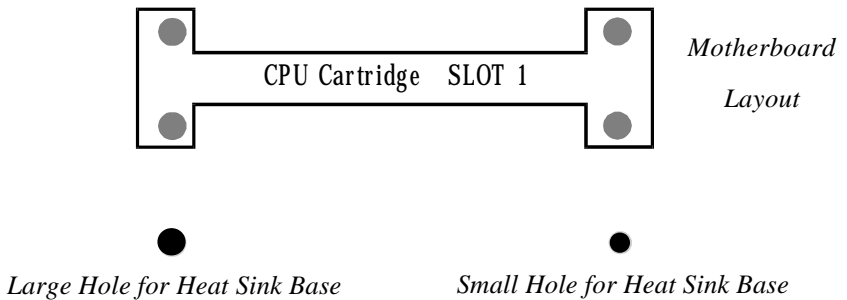 CPU Cartridge SLOT 1
Motherboard
Layout
Large Hole for Heat Sink Base
Small Hole for Heat Sink Base